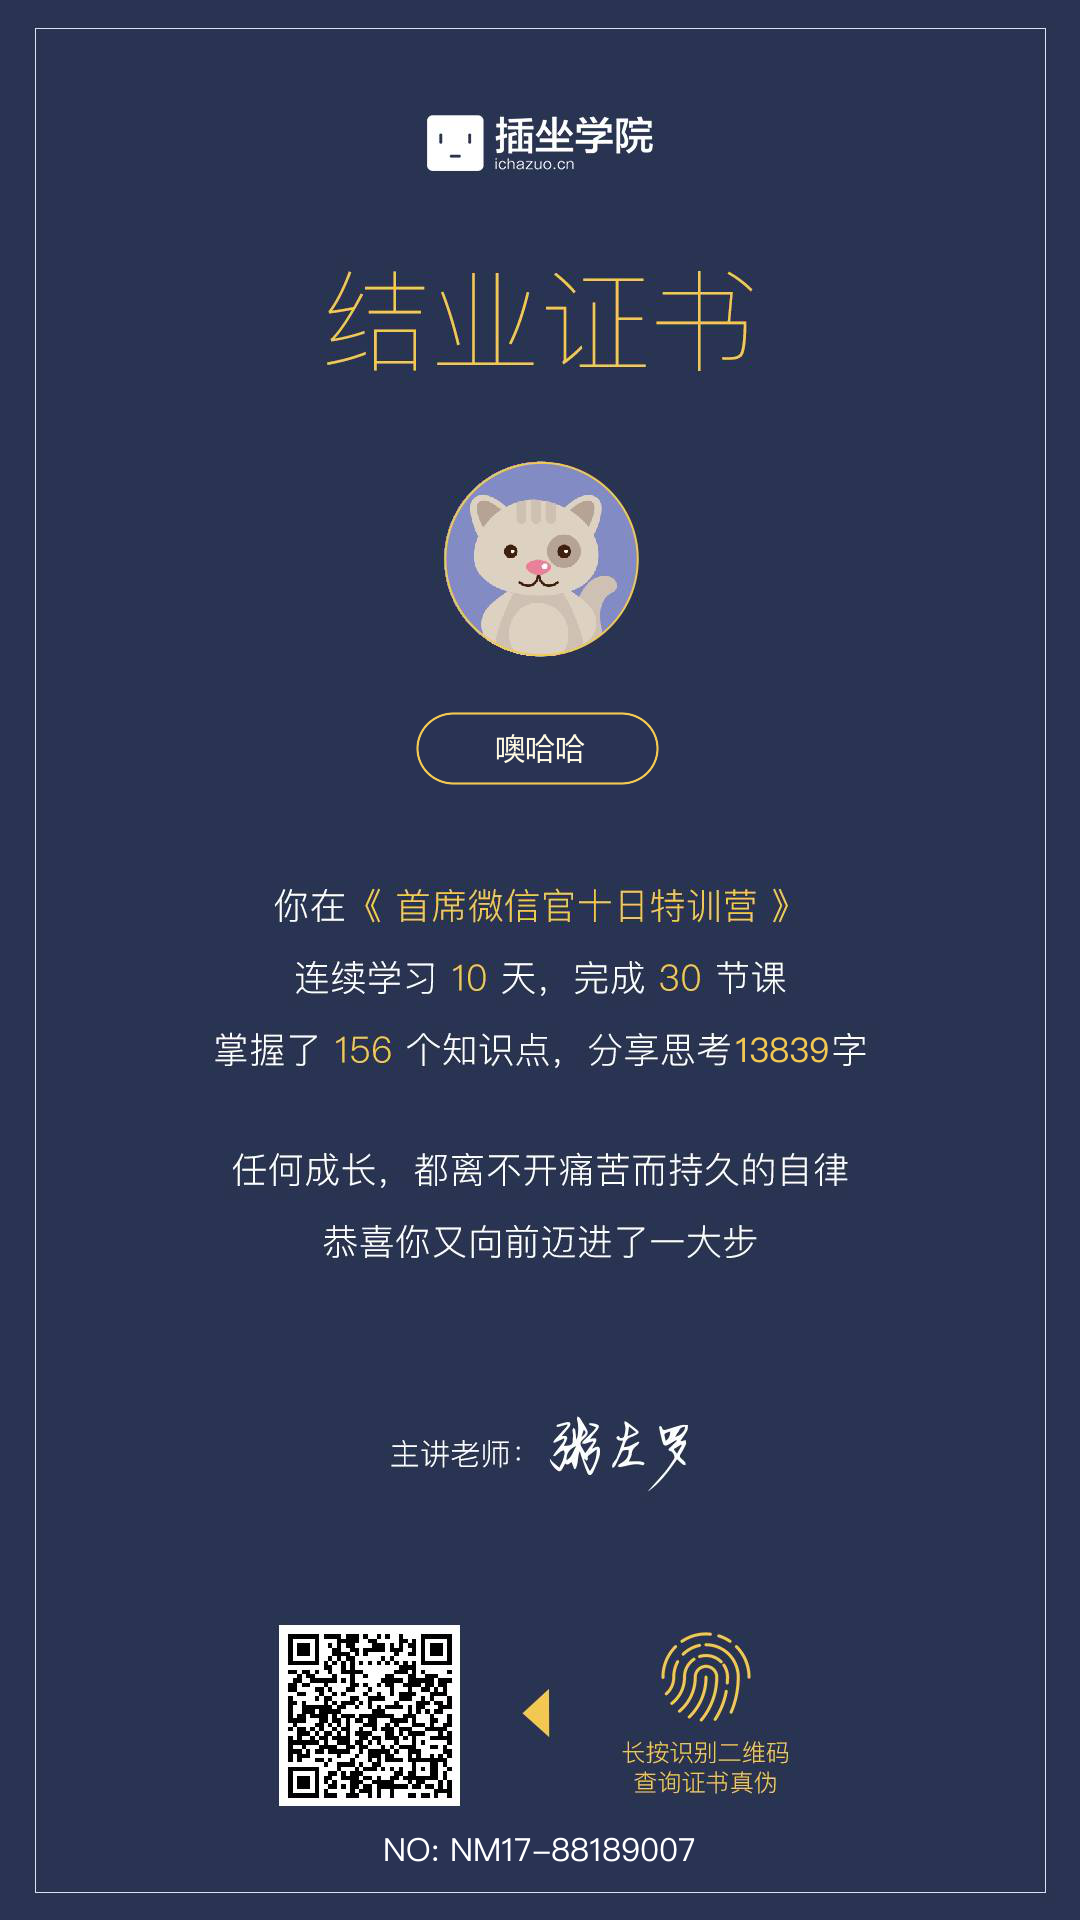 插坐学院
ichazuo.cn
结业证书
噢哈哈
你在《 首席微信官十日特训营 》
连续学习 10 天，完成 30 节课
掌握了 156 个知识点，分享思考13839字
任何成长，都离不开痛苦而持久的自律
恭喜你又向前迈进了一大步
主讲老师：粥左罗
长按识别二维码
查询证书真伪
NO: NM17-88189007